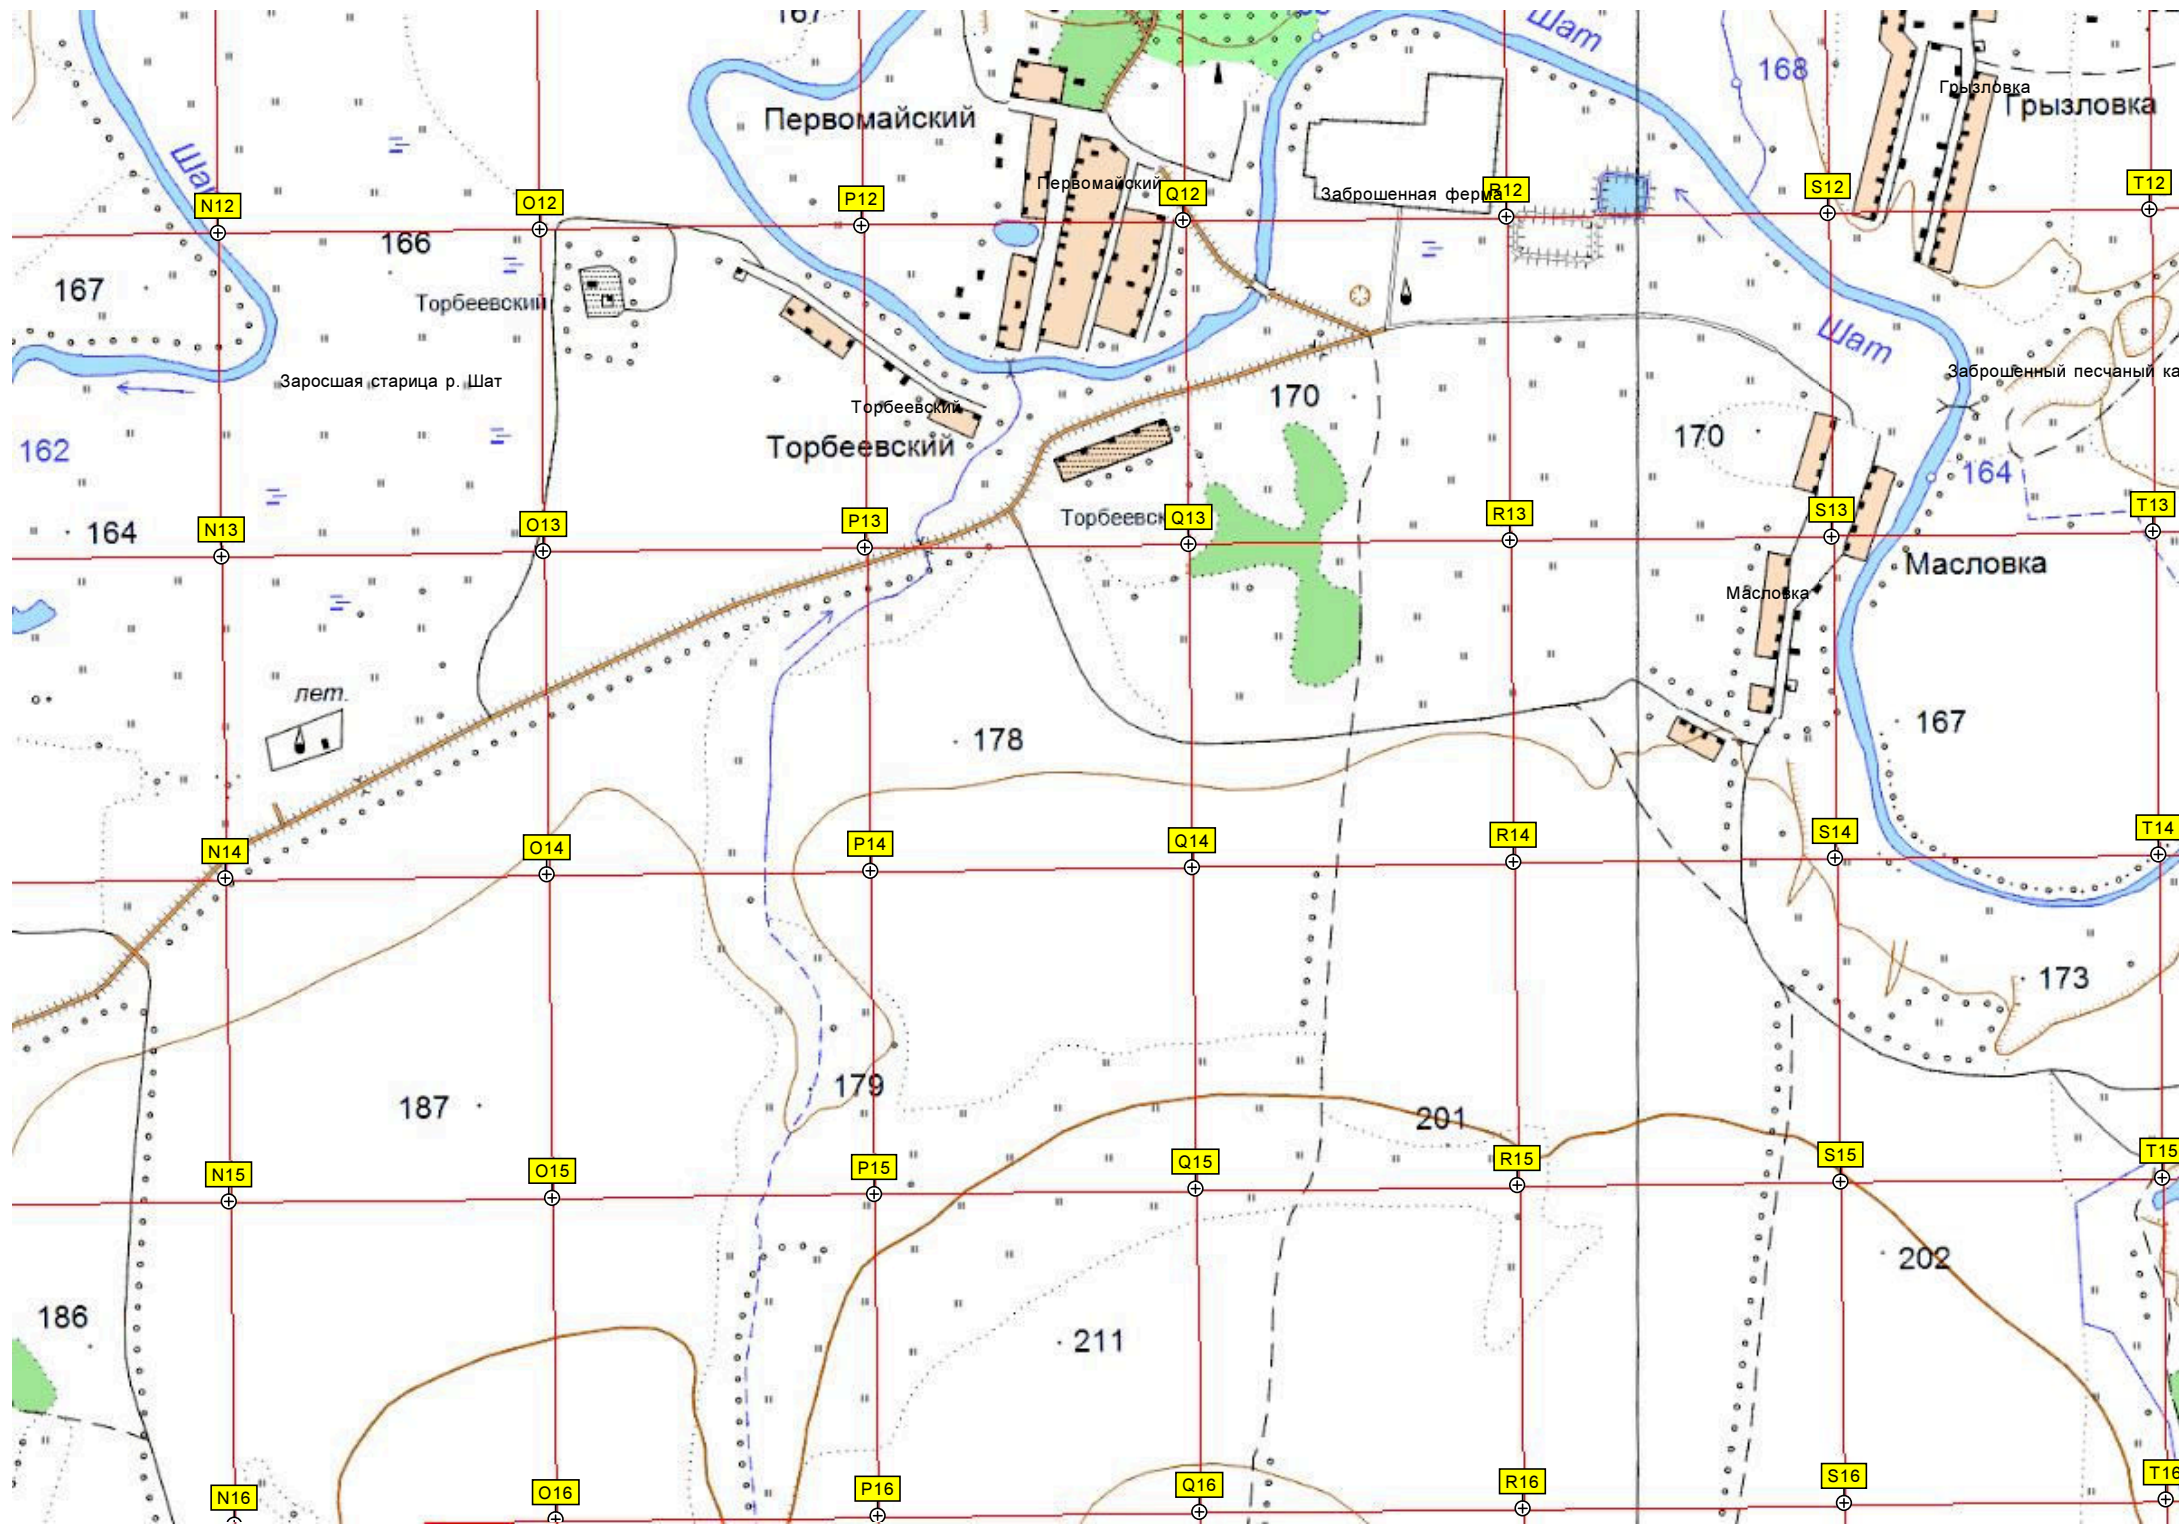 167
Шат
168
Грызловка
Грызловка
Первомайский
Шат
Первомайский
Заброшенная ферма
N12
O12
P12
Q12
R12
S12
T12
166
167
Торбеевский
Шат
Заросшая старица р. Шат
Заброшенный песчаный ка
170
Торбеевский
Торбеевский
170
162
164
164
Торбеевск
N13
O13
P13
Q13
R13
S13
T13
Масловка
Масловка
лет.
178
167
N14
O14
P14
Q14
R14
S14
T14
173
187
179
201
N15
O15
P15
Q15
R15
S15
T15
202
186
211
N16
O16
P16
Q16
R16
S16
T16